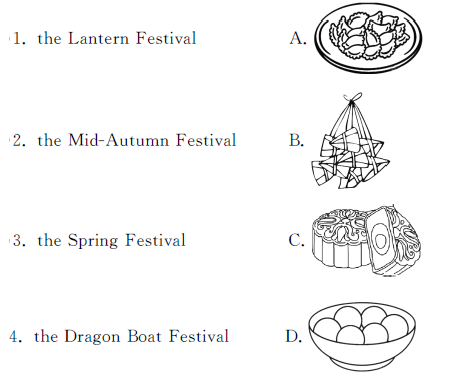 1. the Lantern Festival A.
2. the Mid-Autumn Festival B.
3. the Spring Festival C.
4. the Dragon Boat Festival D.